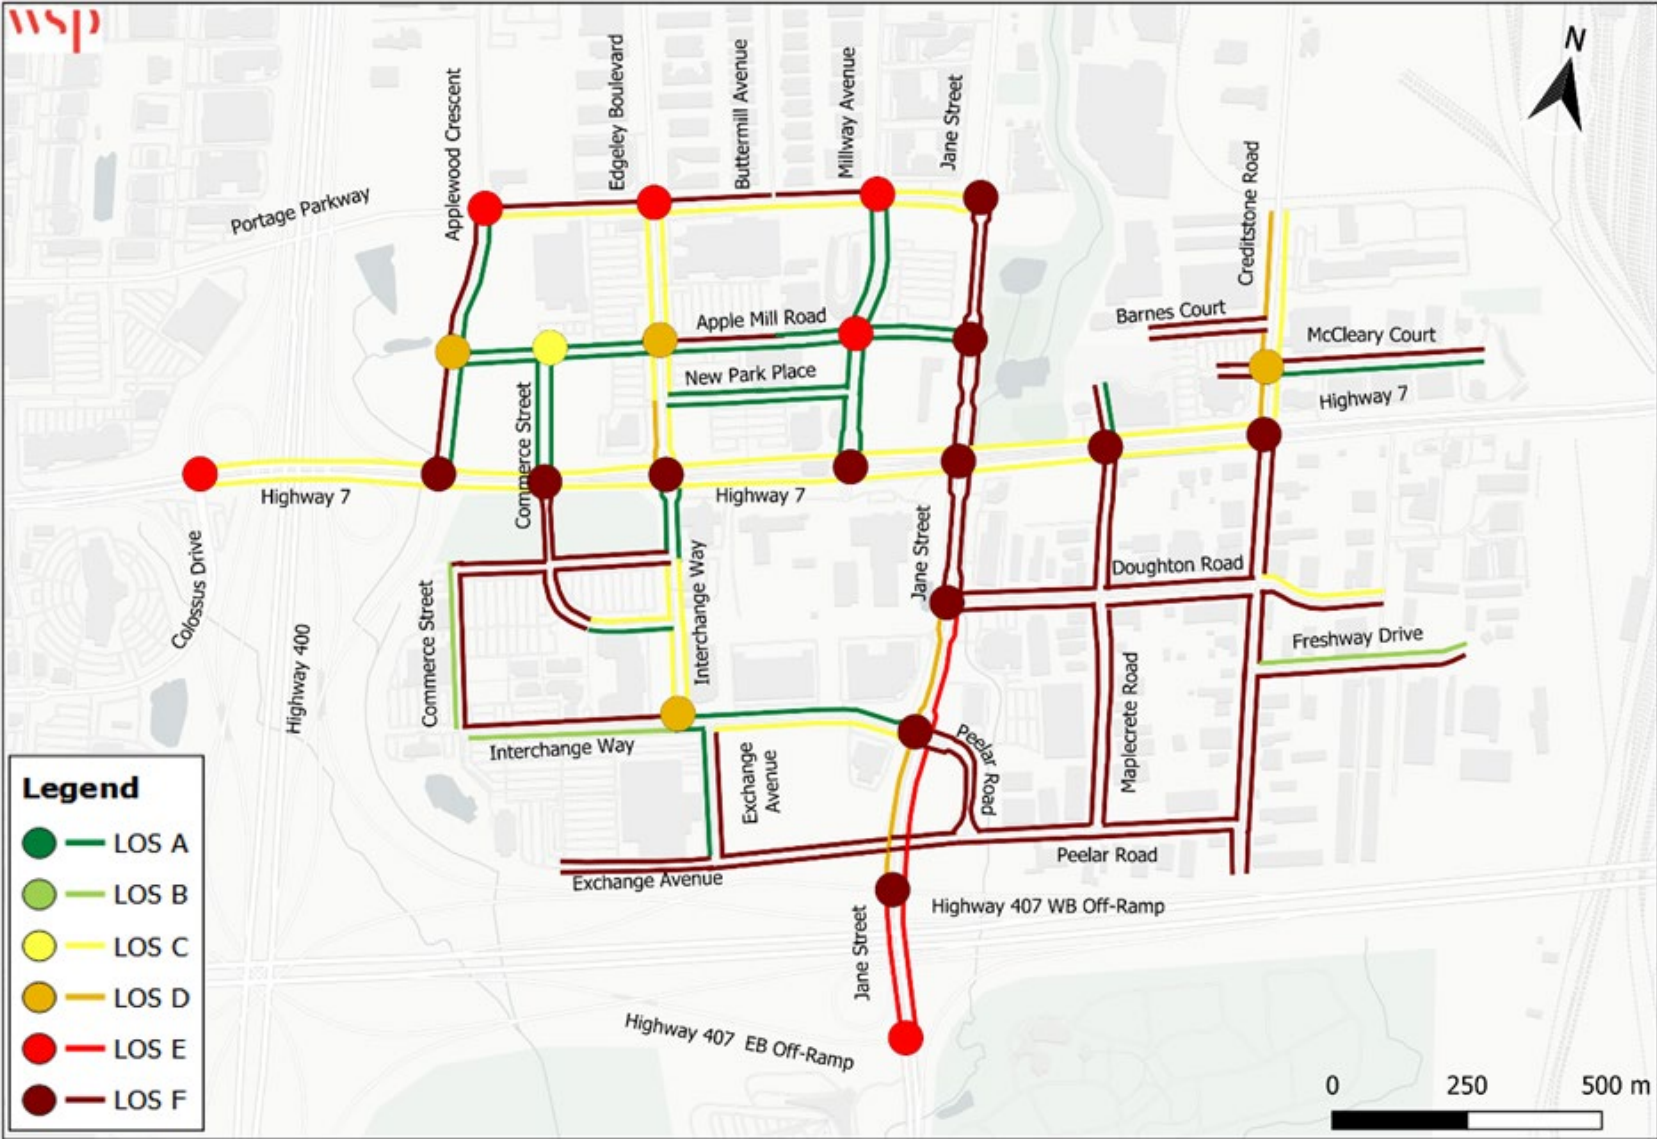 wsp
N
Applewood Crescent
Edgeley Boulevard
Buttermill Avenue
Millway Avenue
Jane Street
Creditstone Road
Portage Parkway
Apple Mill Road
Barnes Court
McCleary Court
New Park Place
Highway 7
Commerce Street
Highway 7
Highway 7
Colossus Drive
Highway 400
Commerce Street
Interchange Way
Jane Street
Doughton Road
Freshway Drive
Maplecrete Road
Interchange Way
Exchange
Avenue
Peelar Road
Peelar Road
Exchange Avenue
Highway 407 WB Off-Ramp
Jane Street
Highway 407 EB Off-Ramp
Legend
LOS A
LOS B
LOS C
LOS D
LOS E
LOS F
0 250 500 m